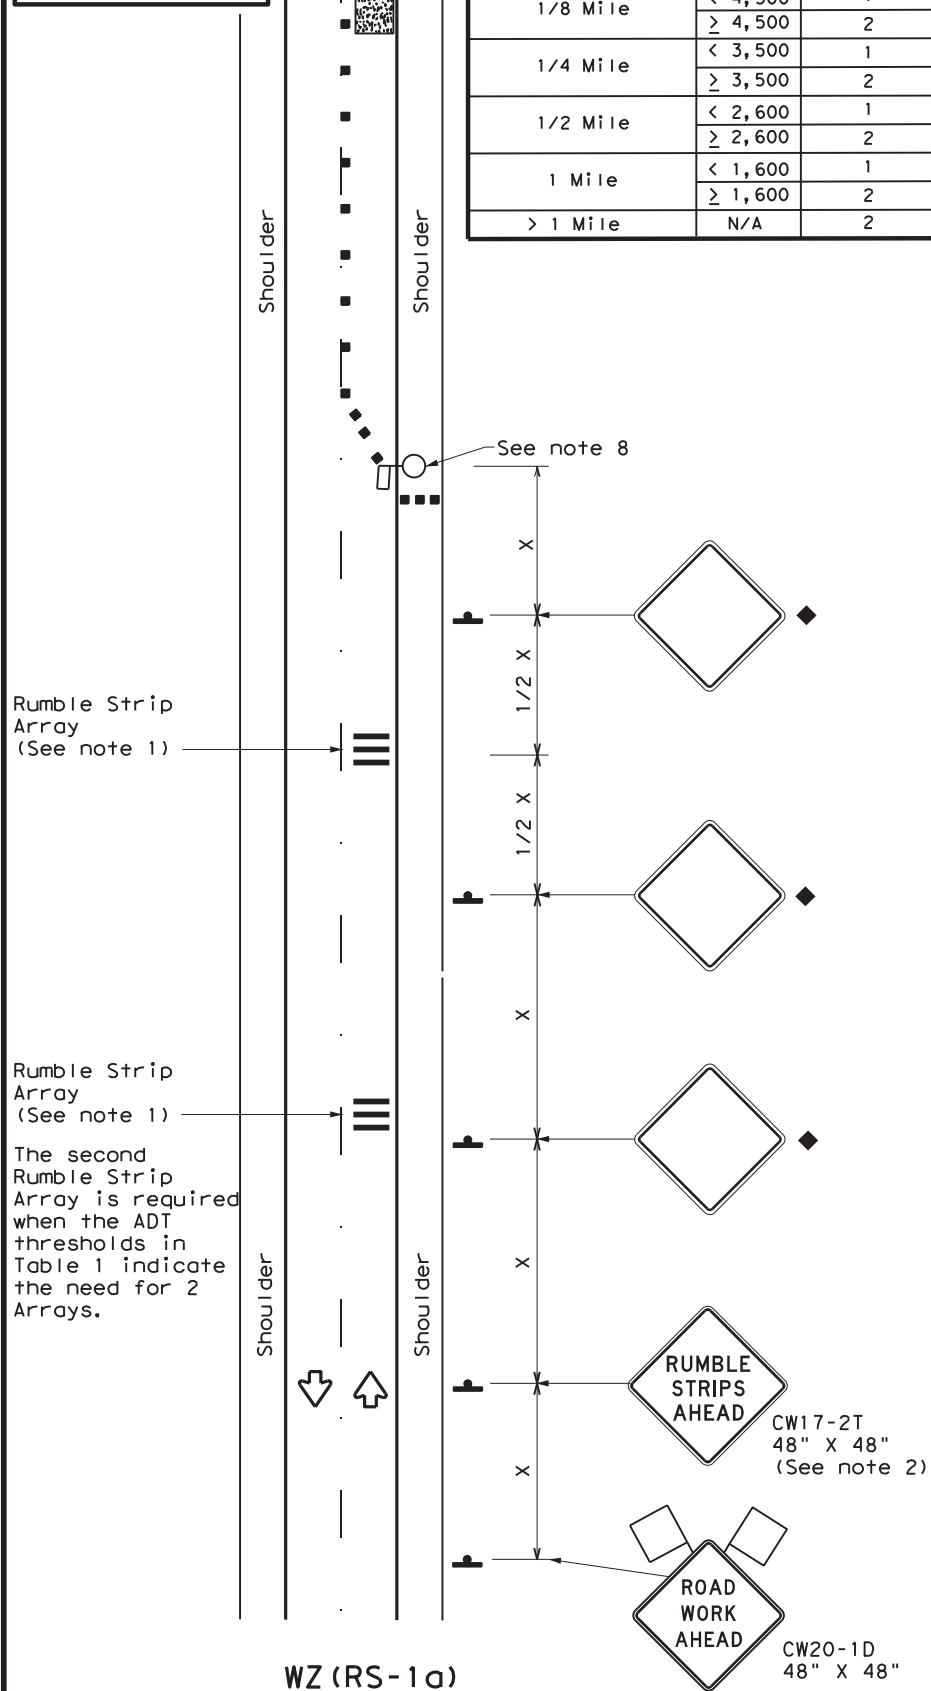 1/8 Mile
≥ 4,500 2
1/4 Mile
< 3,500 1
≥ 3,500 2
1/2 Mile
< 2,600 1
≥ 2,600 2
1 Mile
< 1,600 1
≥ 1,600 2
> 1 Mile N/A 2
Shoulder
Shoulder
See note 8
X
1/2 X
Rumble Strip
Array
(See note 1)
1/2 X
X
Rumble Strip
Array
(See note 1)
The second
Rumble Strip
Array is required
when the ADT
thresholds in
Table 1 indicate
the need for 2
Arrays.
X
Shoulder
Shoulder
RUMBLE
STRIPS
AHEAD
CW17-2T
48" X 48"
(See note 2)
X
ROAD
WORK
AHEAD
CW20-1D
48" X 48"
WZ(RS-1a)